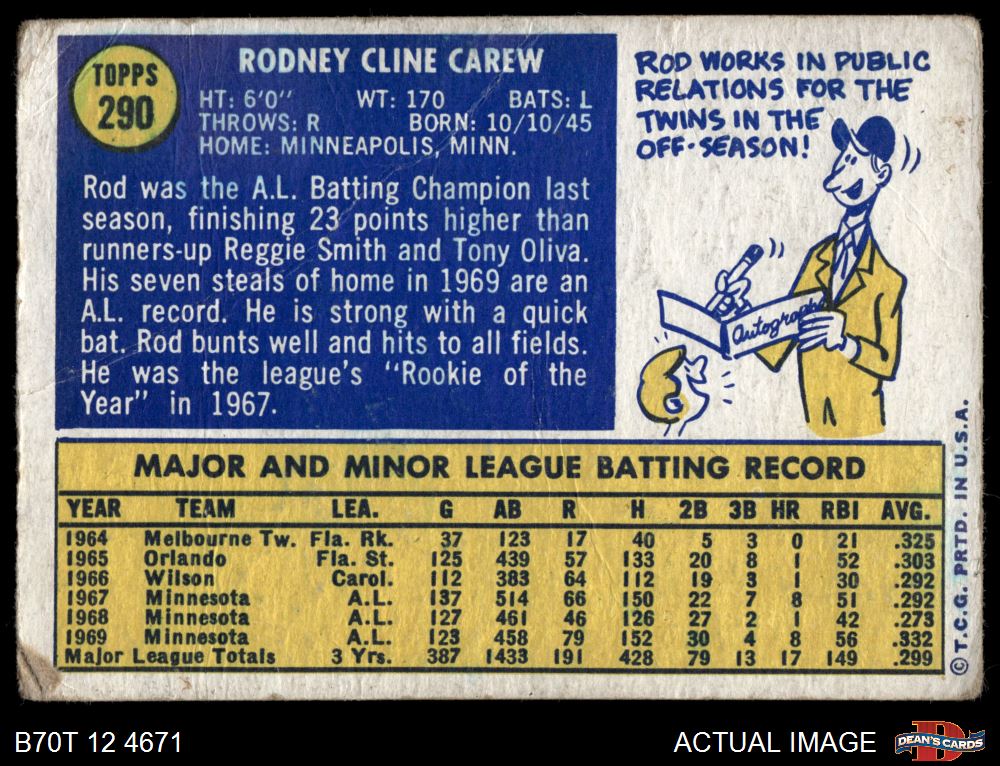 TOPPS
290
RODNEY CLINE CAREW
HT: 6'0" WT: 170 BATS: L
THROWS: R BORN: 10/10/45
HOME: MINNEAPOLIS, MINN.
Rod was the A.L. Batting Champion last
season, finishing 23 points higher than
runners-up Reggie Smith and Tony Oliva.
His seven steals of home in 1969 are an
A.L. record. He is strong with a quick
bat. Rod bunts well and hits to all fields.
He was the league's "Rookie of the
Year" in 1967.
ROD WORKS IN PUBLIC
RELATIONS FOR THE
TWINS IN THE
OFF-SEASON!
Autographs
MAJOR AND MINOR LEAGUE BATTING RECORD
YEAR TEAM LEA. G AB R H 2B 3B HR RBI AVG.
1964 Melbourne Tw. Fla. Rk. 37 123 17 40 5 3 0 21 .325
1965 Orlando Fla. St. 125 439 57 133 20 8 1 52 .303
1966 Wilson Carol. 112 383 64 112 19 3 1 30 .292
1967 Minnesota A.L. 137 514 66 150 22 7 8 51 .292
1968 Minnesota A.L. 127 461 46 126 27 2 1 42 .273
1969 Minnesota A.L. 123 458 79 152 30 4 8 56 .332
Major League Totals 3 Yrs. 387 1433 191 428 79 13 17 149 .299
© T.C.G. PRTD. IN U.S.A.
B70T 12 4671
ACTUAL IMAGE
D
DEAN'S CARDS